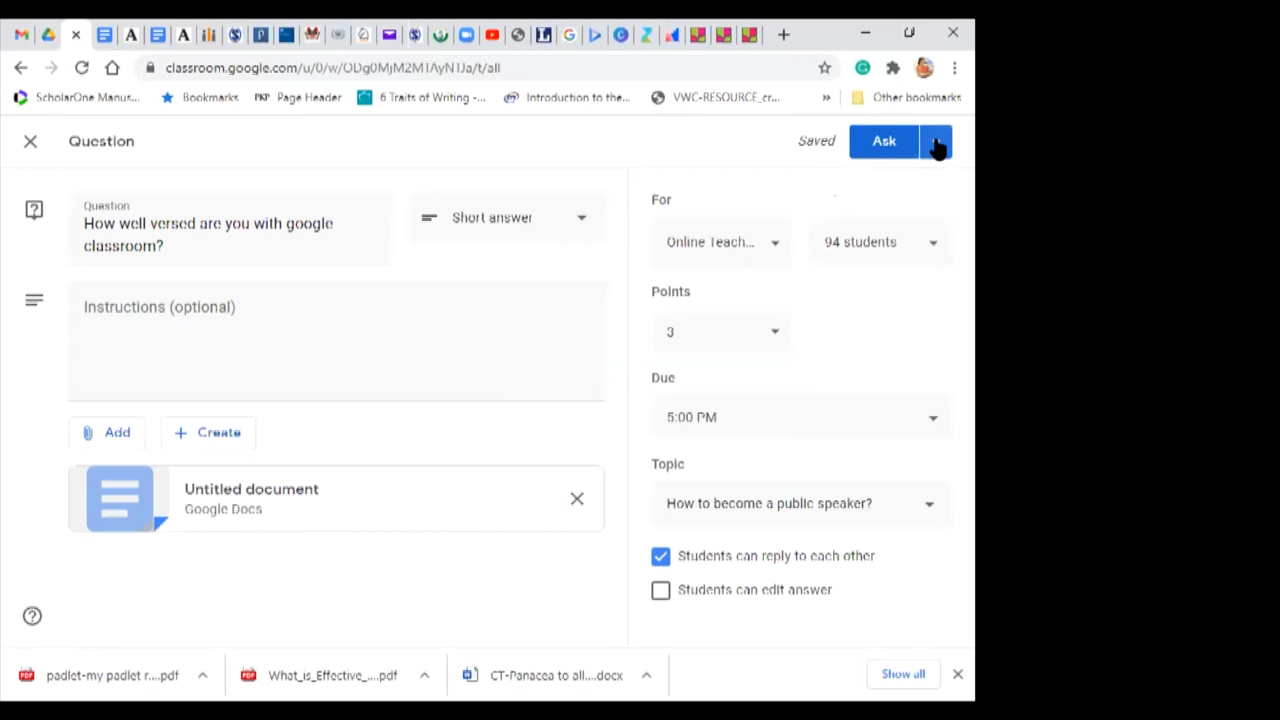 classroom.google.com/u/0/w/ODg0MjM2MTAyNTJa/t/all
ScholarOne Manus...
Bookmarks
PKP Page Header
6 Traits of Writing -...
Introduction to the...
VWC-RESOURCE_cr...
»
Other bookmarks
Question
Saved
Ask
Question
How well versed are you with google
classroom?
Short answer
Instructions (optional)
Add
Create
Untitled document
Google Docs
For
Online Teach...
94 students
Points
3
Due
5:00 PM
Topic
How to become a public speaker?
Students can reply to each other
Students can edit answer
padlet-my padlet r....pdf
What_is_Effective_....pdf
CT-Panacea to all....docx
Show all